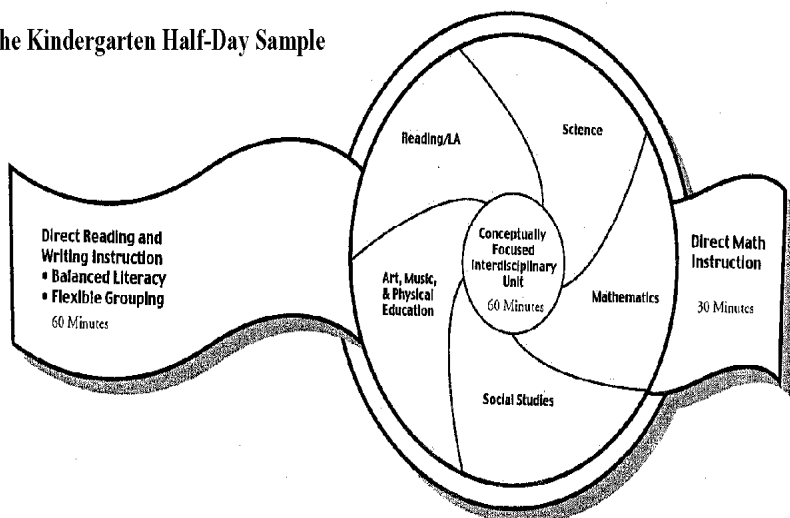 he Kindergarten Half-Day Sample
Reading/LA
Science
Direct Reading and
Writing Instruction
• Balanced Literacy
• Flexible Grouping
60 Minutes
Conceptually
Focused
Interdisciplinary
Unit
60 Minutes
Art, Music,
& Physical
Education
Mathematics
Direct Math
Instruction
30 Minutes
Social Studies